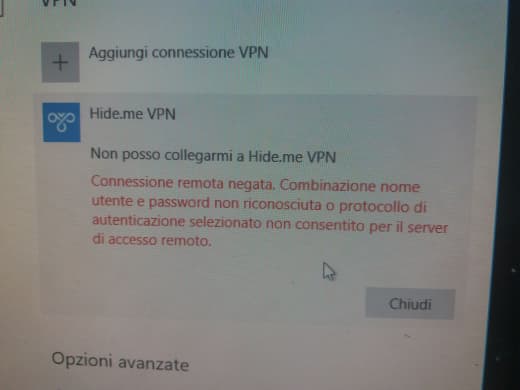 VPN
Aggiungi connessione VPN
Hide.me VPN
Non posso collegarmi a Hide.me VPN
Connessione remota negata. Combinazione nome
utente e password non riconosciuta o protocollo di
autenticazione selezionato non consentito per il server
di accesso remoto.
Chiudi
Opzioni avanzate